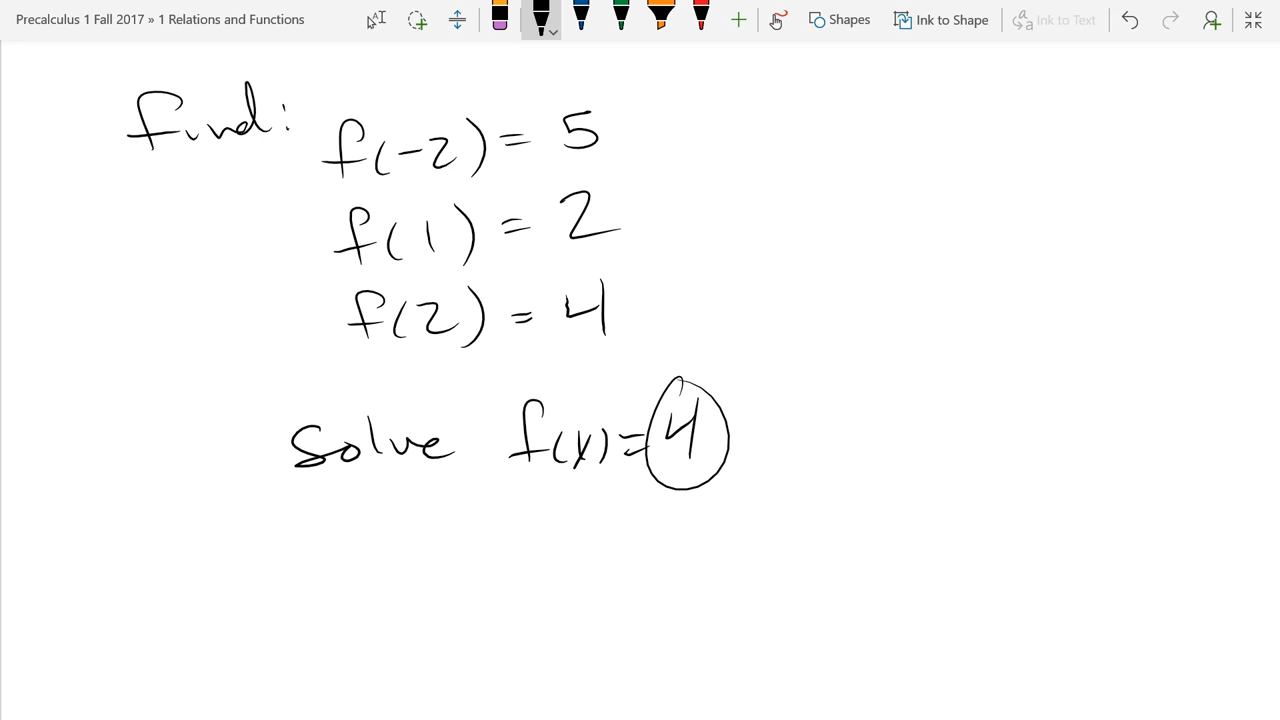 Precalculus 1 Fall 2017 » 1 Relations and Functions
Shapes
Ink to Shape
Ink to Text
find:
f(-2) = 5
f(1) = 2
f(2) = 4
solve f(x)=4